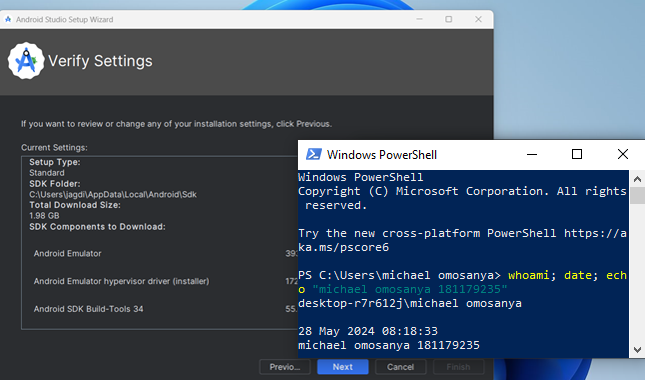 Android Studio Setup Wizard
Verify Settings
If you want to review or change any of your installation settings, click Previous.
Current Settings:
Setup Type:
Standard
SDK Folder:
C:\Users\jagdi\AppData\Local\Android\Sdk
Total Download Size:
1.98 GB
SDK Components to Download:
Android Emulator
Android Emulator hypervisor driver (installer) 172
Android SDK Build-Tools 34 55.
Previo...
Next
Cancel
Finish
Windows PowerShell
Windows PowerShell
Copyright (C) Microsoft Corporation. All rights
reserved.
Try the new cross-platform PowerShell https://a
ka.ms/pscore6
PS C:\Users\michael omosanya> whoami; date; ech
o "michael omosanya 181179235"
desktop-r7r612j\michael omosanya
28 May 2024 08:18:33
michael omosanya 181179235